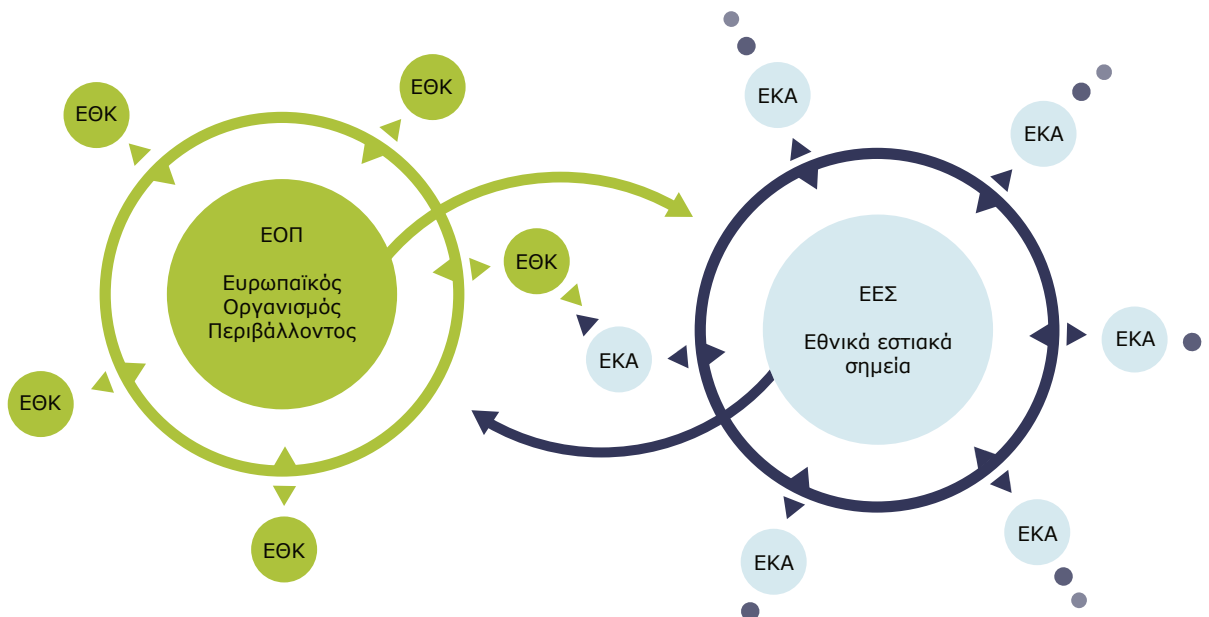 ΕΘΚ
ΕΘΚ
ΕΟΠ
Ευρωπαϊκός
Οργανισμός
Περιβάλλοντος
ΕΘΚ
ΕΘΚ
ΕΘΚ
ΕΚΑ
ΕΚΑ
ΕΚΑ
ΕΕΣ
Εθνικά εστιακά
σημεία
ΕΚΑ
ΕΚΑ
ΕΚΑ